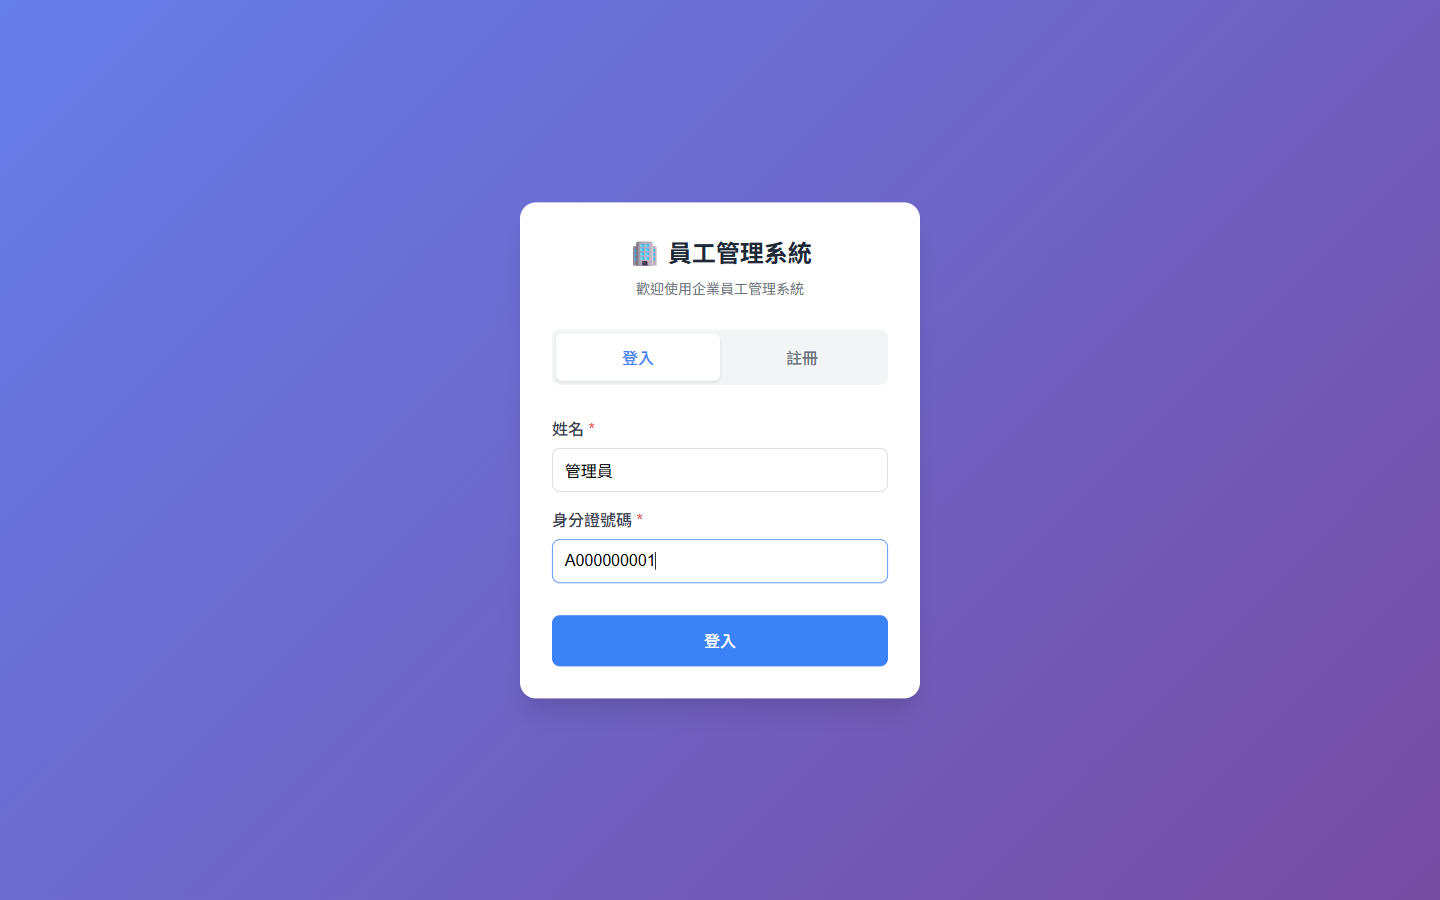 員工管理系統
歡迎使用企業員工管理系統
登入
註冊
姓名 *
管理員
身分證號碼 *
A000000001
登入